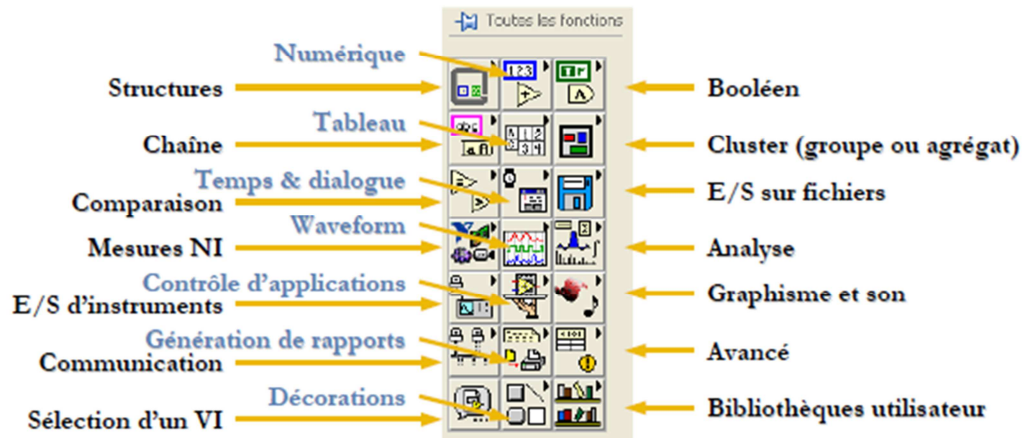 Toutes les fonctions
Numérique
Structures
Booléen
Tableau
Chaîne
Cluster (groupe ou agrégat)
Temps & dialogue
Comparaison
E/S sur fichiers
Waveform
Mesures NI
Analyse
Contrôle d'applications
E/S d'instruments
Graphisme et son
Génération de rapports
Communication
Avancé
Décorations
Sélection d'un VI
Bibliothèques utilisateur